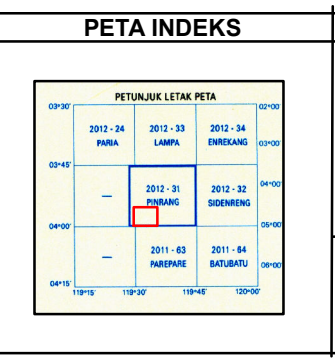 PETA INDEKS
PETUNJUK LETAK PETA
03°30' 02°00'
2012 - 24 2012 - 33 2012 - 34
PARIA LAMPA ENREKANG 03°00'
03°45'
— 2012 - 31 2012 - 32 04°00'
PINRANG SIDENRENG
04°00' 05°00'
— 2011 - 63 2011 - 64
PAREPARE BATUBATU 06°00'
04°15'
119°15' 119°30' 119°45' 120°00'